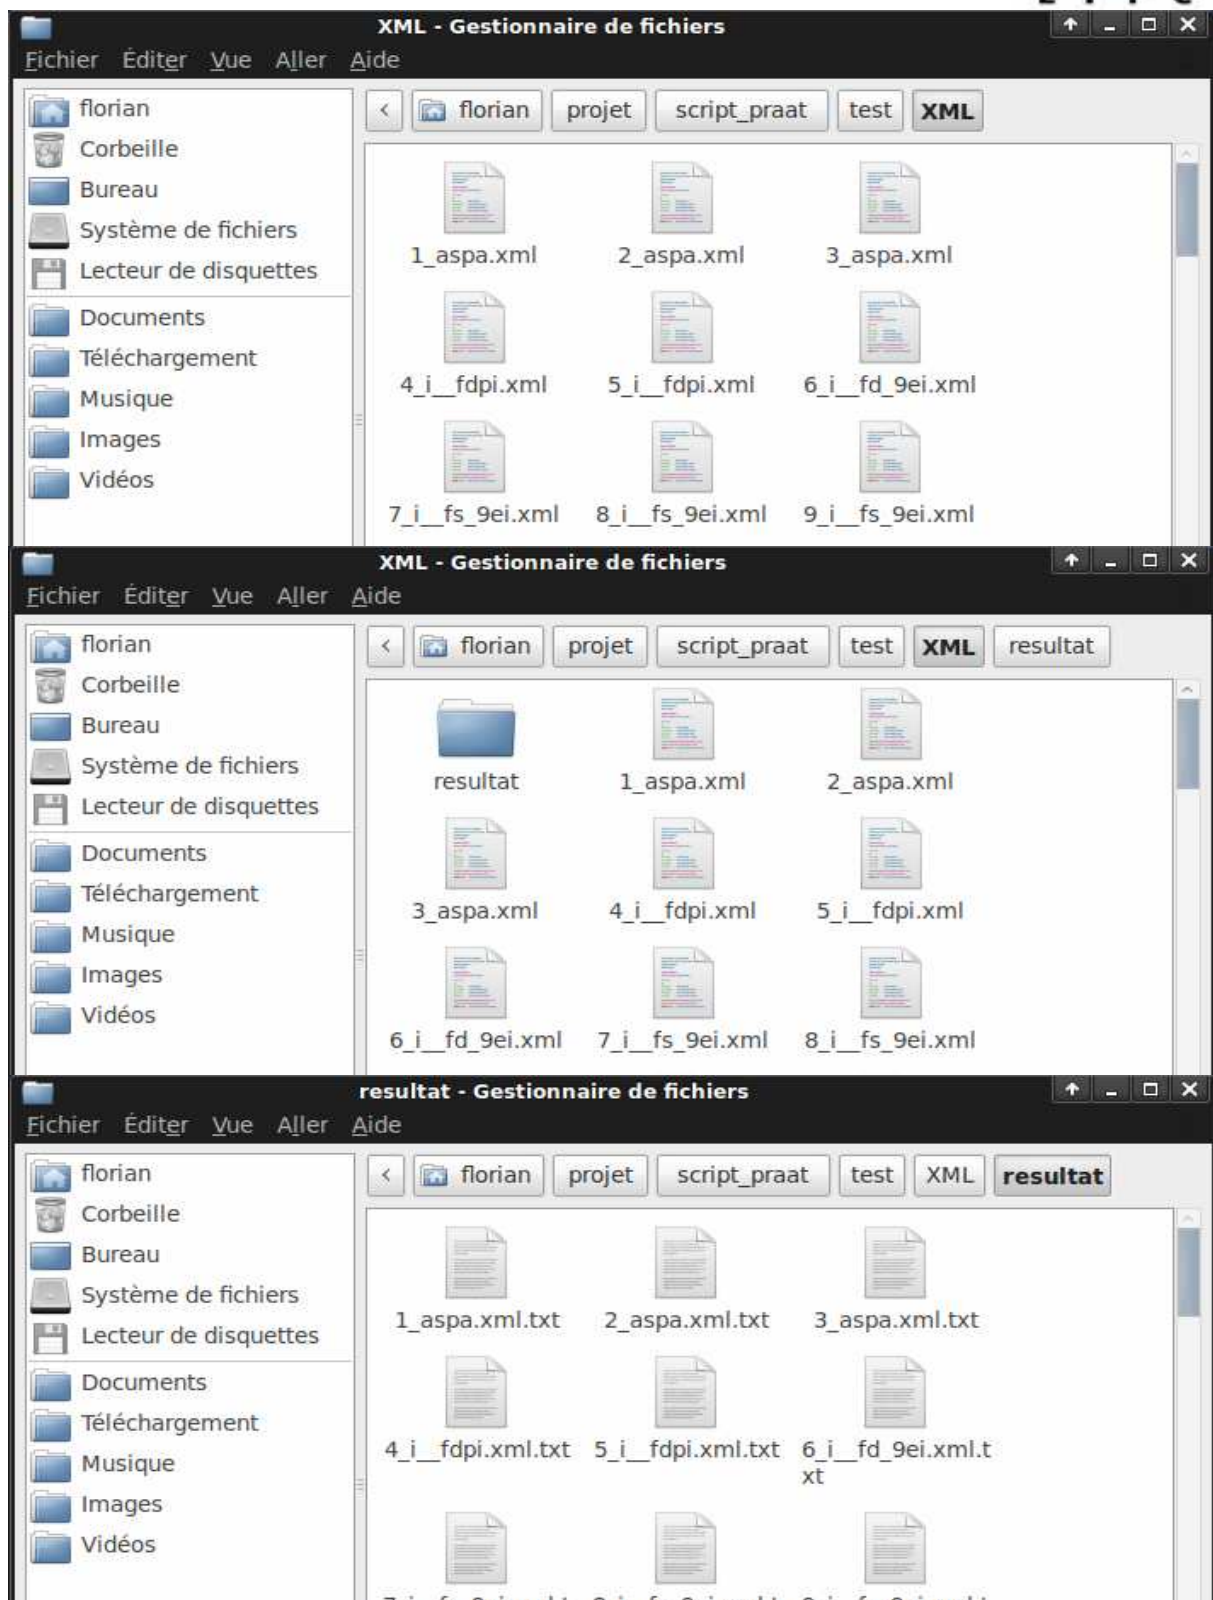 XML - Gestionnaire de fichiers
Fichier Éditer Vue Aller Aide
florian
Corbeille
Bureau
Système de fichiers
Lecteur de disquettes
Documents
Téléchargement
Musique
Images
Vidéos
florian projet script_praat test XML
1_aspa.xml 2_aspa.xml 3_aspa.xml
4_i__fdpi.xml 5_i__fdpi.xml 6_i__fd_9ei.xml
7_i__fs_9ei.xml 8_i__fs_9ei.xml 9_i__fs_9ei.xml
XML - Gestionnaire de fichiers
Fichier Éditer Vue Aller Aide
florian
Corbeille
Bureau
Système de fichiers
Lecteur de disquettes
Documents
Téléchargement
Musique
Images
Vidéos
florian projet script_praat test XML resultat
resultat 1_aspa.xml 2_aspa.xml
3_aspa.xml 4_i__fdpi.xml 5_i__fdpi.xml
6_i__fd_9ei.xml 7_i__fs_9ei.xml 8_i__fs_9ei.xml
resultat - Gestionnaire de fichiers
Fichier Éditer Vue Aller Aide
florian
Corbeille
Bureau
Système de fichiers
Lecteur de disquettes
Documents
Téléchargement
Musique
Images
Vidéos
florian projet script_praat test XML resultat
1_aspa.xml.txt 2_aspa.xml.txt 3_aspa.xml.txt
4_i__fdpi.xml.txt 5_i__fdpi.xml.txt 6_i__fd_9ei.xml.t
xt